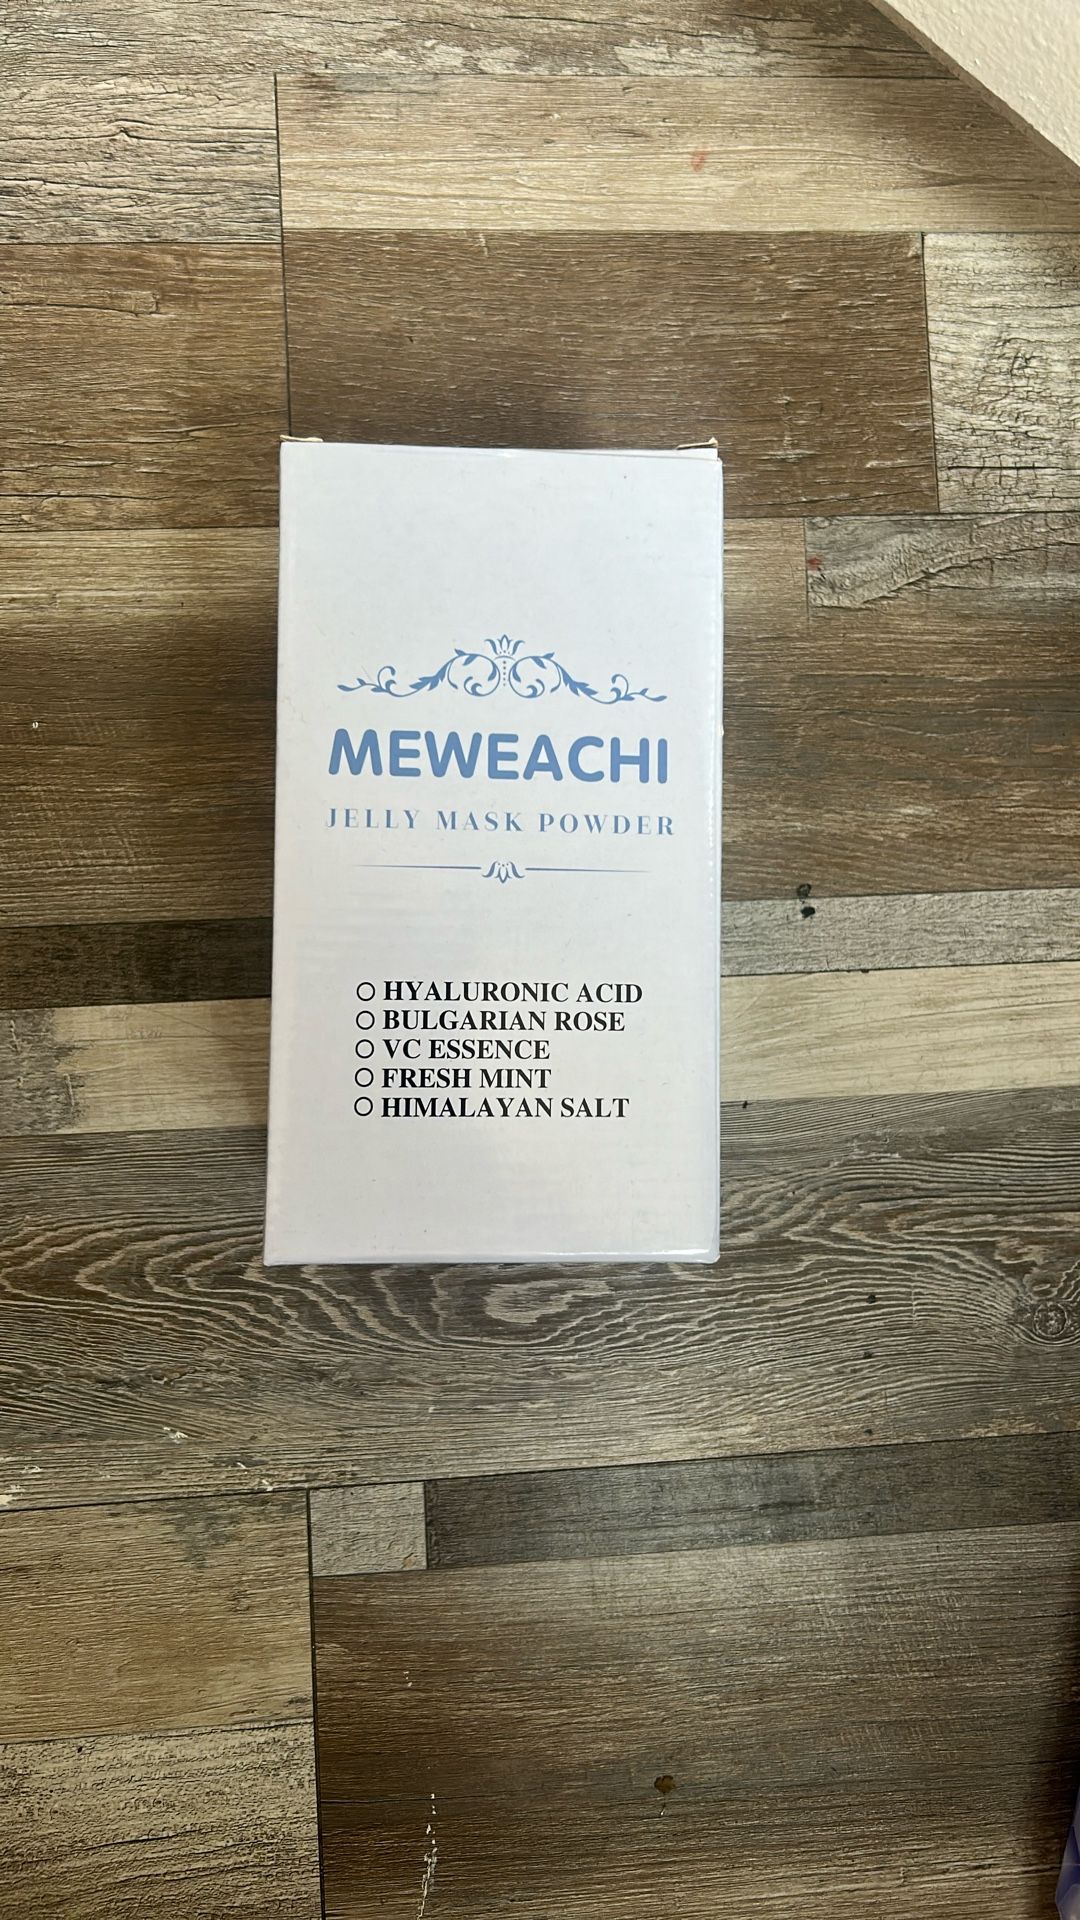 MEWEACHI
JELLY MASK POWDER
HYALURONIC ACID
BULGARIAN ROSE
VC ESSENCE
FRESH MINT
HIMALAYAN SALT